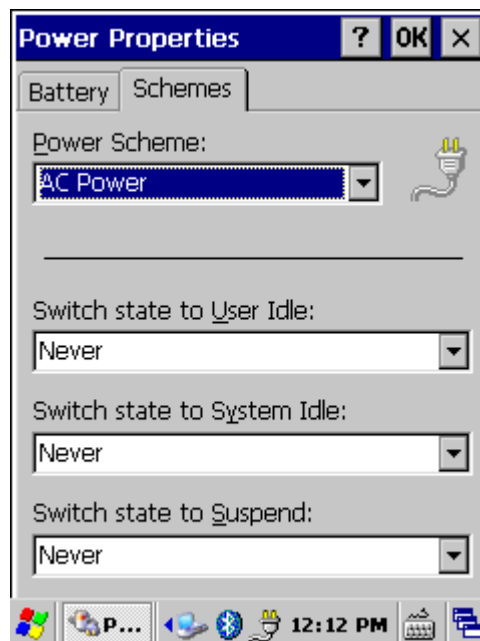 Power Properties ? OK ×
Battery Schemes
Power Scheme:
AC Power
Switch state to User Idle:
Never
Switch state to System Idle:
Never
Switch state to Suspend:
Never
P... 12:12 PM